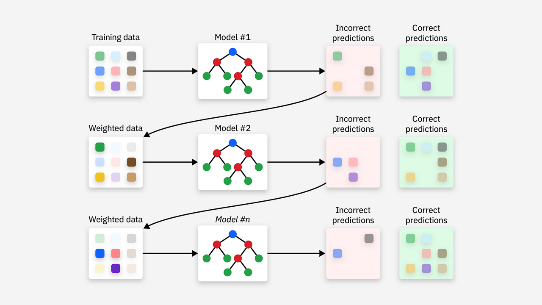 Training data
Model #1
Incorrect
predictions
Correct
predictions
Weighted data
Model #2
Incorrect
predictions
Correct
predictions
Weighted data
Model #n
Incorrect
predictions
Correct
predictions